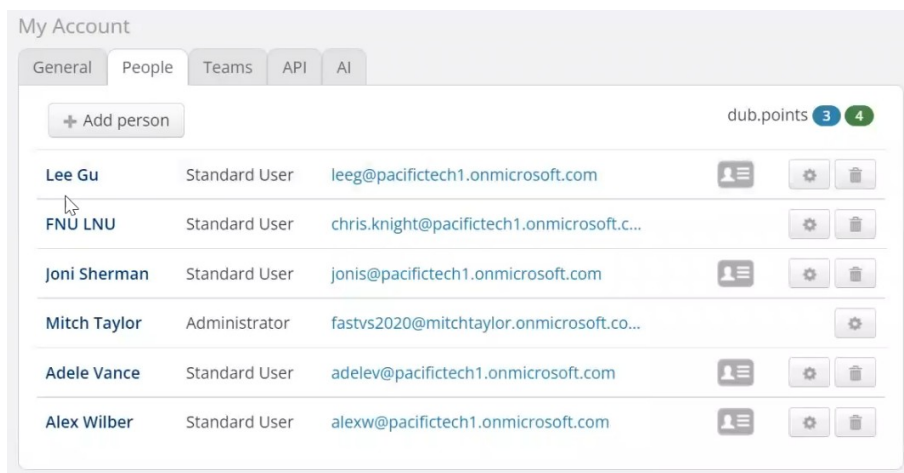 My Account
General People Teams API AI
+ Add person dub.points 3 4
Lee Gu Standard User leeg@pacifictech1.onmicrosoft.com
FNU LNU Standard User chris.knight@pacifictech1.onmicrosoft.c...
Joni Sherman Standard User jonis@pacifictech1.onmicrosoft.com
Mitch Taylor Administrator fastvs2020@mitchtaylor.onmicrosoft.co...
Adele Vance Standard User adelev@pacifictech1.onmicrosoft.com
Alex Wilber Standard User alexw@pacifictech1.onmicrosoft.com